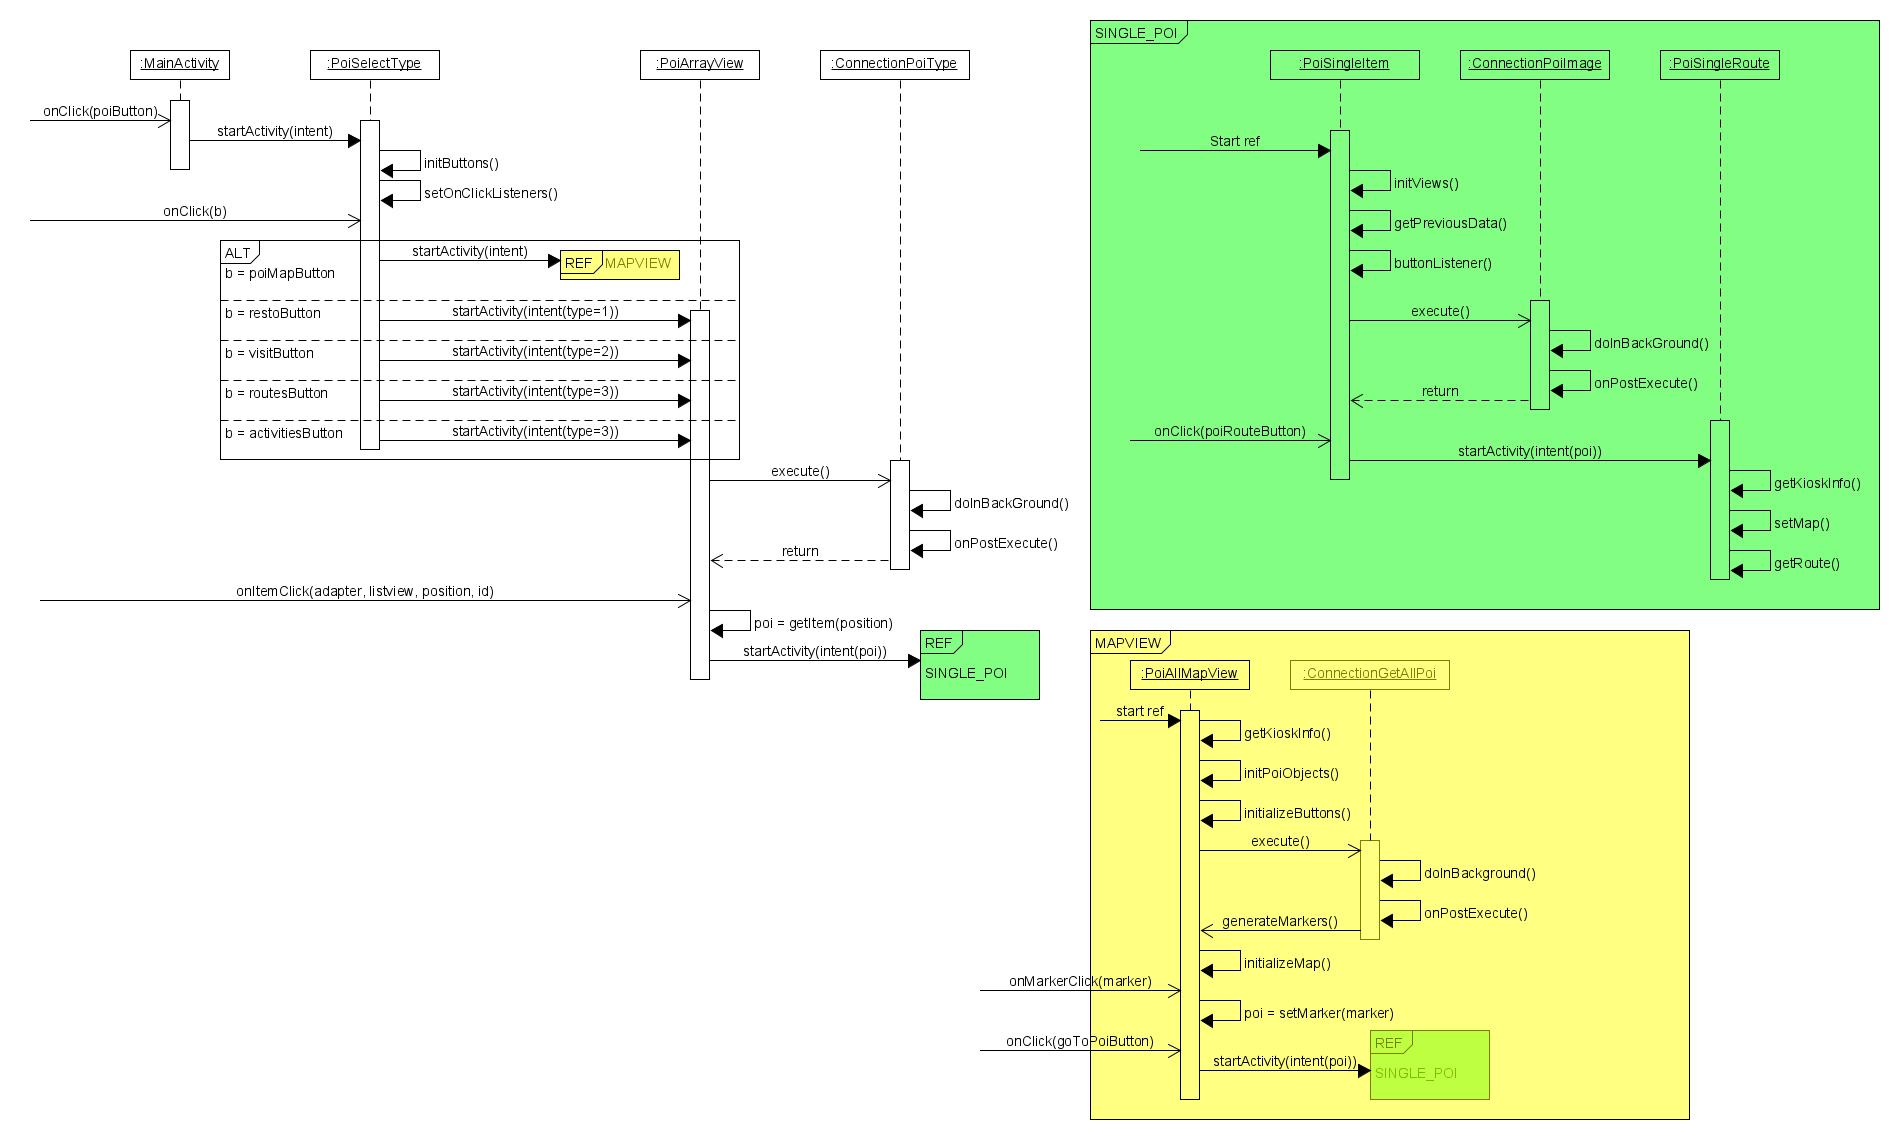 :MainActivity
:PoiSelectType
:PoiArrayView
:ConnectionPoiType
onClick(poiButton)
startActivity(intent)
initButtons()
setOnClickListeners()
onClick(b)
ALT
startActivity(intent)
REF MAPVIEW
b = poiMapButton
b = restoButton
startActivity(intent(type=1))
b = visitButton
startActivity(intent(type=2))
b = routesButton
startActivity(intent(type=3))
b = activitiesButton
startActivity(intent(type=3))
execute()
doInBackGround()
onPostExecute()
return
onItemClick(adapter, listview, position, id)
poi = getItem(position)
startActivity(intent(poi))
REF
SINGLE_POI
SINGLE_POI
:PoiSingleItem
:ConnectionPoiImage
:PoiSingleRoute
Start ref
initViews()
getPreviousData()
buttonListener()
execute()
doInBackGround()
onPostExecute()
return
onClick(poiRouteButton)
startActivity(intent(poi))
getKioskInfo()
setMap()
getRoute()
MAPVIEW
:PoiAllMapView
:ConnectionGetAllPoi
start ref
getKioskInfo()
initPoiObjects()
initializeButtons()
execute()
doInBackground()
onPostExecute()
generateMarkers()
initializeMap()
onMarkerClick(marker)
poi = setMarker(marker)
onClick(goToPoiButton)
startActivity(intent(poi))
REF
SINGLE_POI